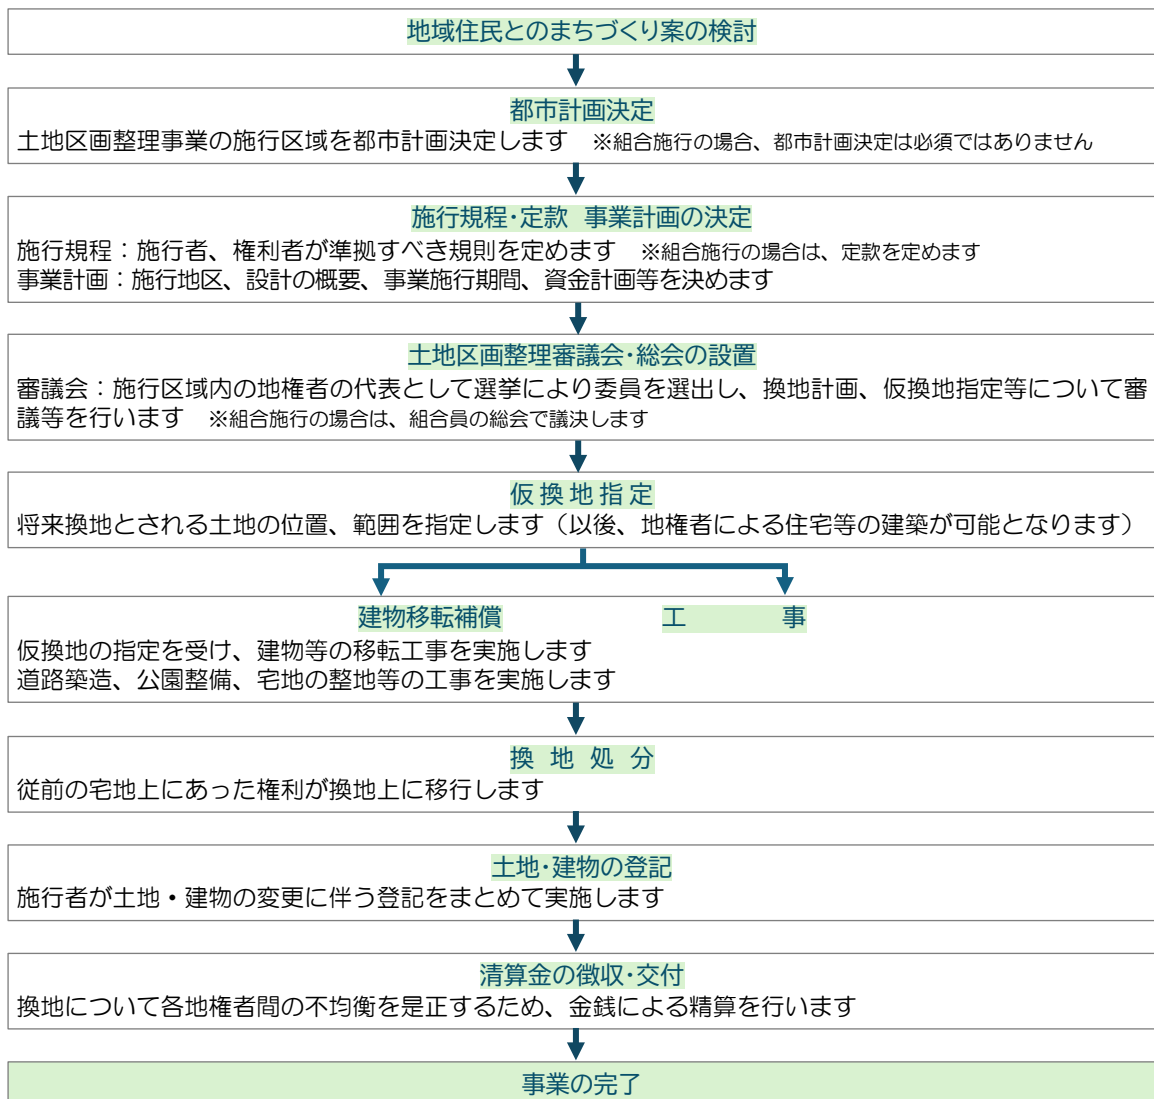 地域住民とのまちづくり案の検討
都市計画決定
土地区画整理事業の施行区域を都市計画決定します　※組合施行の場合、都市計画決定は必須ではありません
施行規程・定款　事業計画の決定
施行規程：施行者、権利者が準拠すべき規則を定めます　※組合施行の場合は、定款を定めます
事業計画：施行地区、設計の概要、事業施行期間、資金計画等を決めます
土地区画整理審議会・総会の設置
審議会：施行区域内の地権者の代表として選挙により委員を選出し、換地計画、仮換地指定等について審
議等を行います　※組合施行の場合は、組合員の総会で議決します
仮換地指定
将来換地とされる土地の位置、範囲を指定します（以後、地権者による住宅等の建築が可能となります）
建物移転補償　工　事
仮換地の指定を受け、建物等の移転工事を実施します
道路築造、公園整備、宅地の整地等の工事を実施します
換地処分
従前の宅地上にあった権利が換地上に移行します
土地・建物の登記
施行者が土地・建物の変更に伴う登記をまとめて実施します
清算金の徴収・交付
換地について各地権者間の不均衡を是正するため、金銭による精算を行います
事業の完了